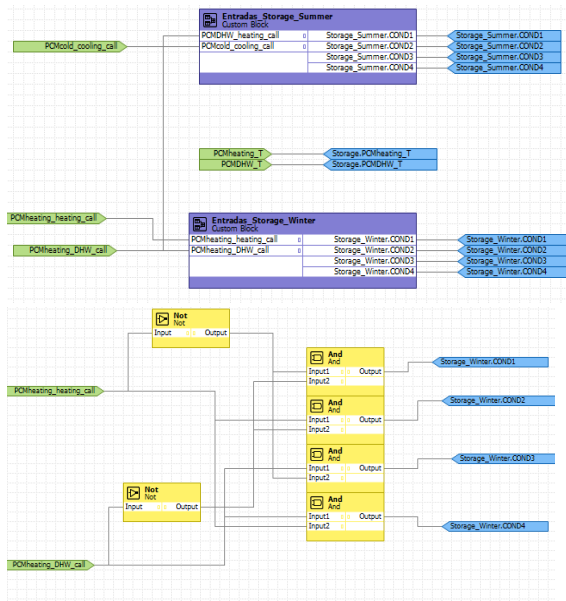 Entradas_Storage_Summer
Custom Block
PCMDHW_heating_call Storage_Summer.COND1 Storage_Summer.COND1
PCMcold_cooling_call PCMcold_cooling_call Storage_Summer.COND2 Storage_Summer.COND2
Storage_Summer.COND3 Storage_Summer.COND3
Storage_Summer.COND4 Storage_Summer.COND4
PCMheating_T Storage.PCMheating_T
PCMDHW_T Storage.PCMDHW_T
PCMheating_heating_call
Entradas_Storage_Winter
Custom Block
PCMheating_heating_call Storage_Winter.COND1 Storage_Winter.COND1
PCMheating_DHW_call PCMheating_DHW_call Storage_Winter.COND2 Storage_Winter.COND2
Storage_Winter.COND3 Storage_Winter.COND3
Storage_Winter.COND4 Storage_Winter.COND4
Not
Not
Input Output
And
And
Input1 Output
Input2
Storage_Winter.COND1
PCMheating_heating_call
And
And
Input1 Output
Input2
Storage_Winter.COND2
And
And
Input1 Output
Input2
Storage_Winter.COND3
Not
Not
Input Output
And
And
Input1 Output
Input2
Storage_Winter.COND4
PCMheating_DHW_call